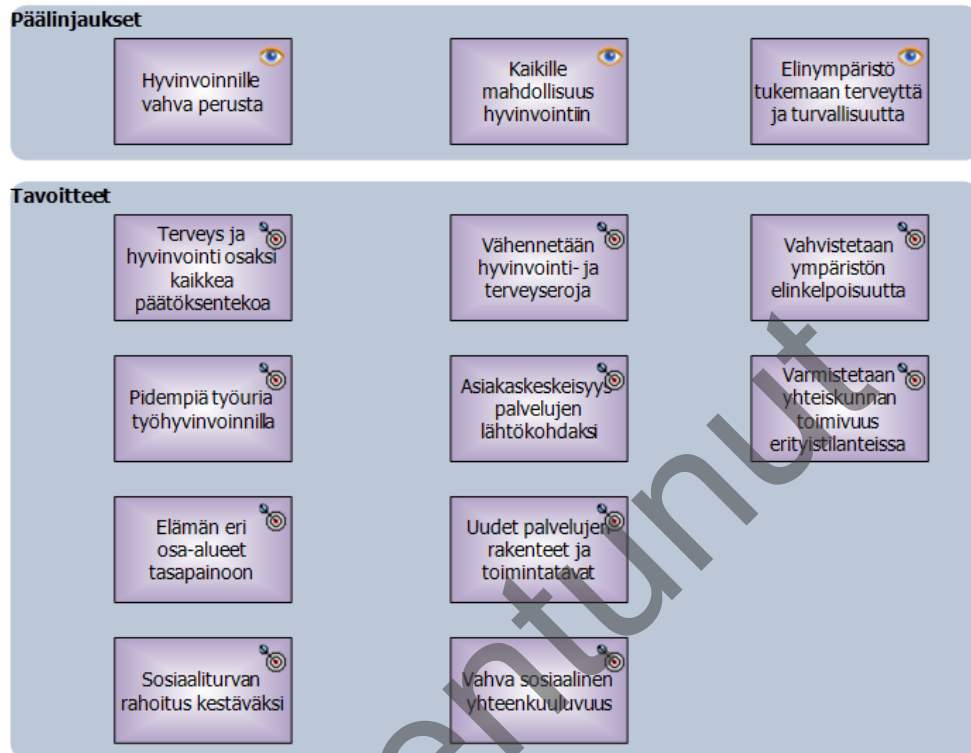 Päälinjaukset
Hyvinvoinnille
vahva perusta
Kaikille
mahdollisuus
hyvinvointiin
Elinympäristö
tukemaan terveyttä
ja turvallisuutta
Tavoitteet
Terveys ja
hyvinvointi osaksi
kaikkea
päätöksentekoa
Vähennetään
hyvinvointi- ja
terveyseroja
Vahvistetaan
ympäristön
elinkelpoisuutta
Pidempiä työuria
työhyvinvoinnilla
Asiakaskeskeisyys
palvelujen
lähtökohdaksi
Varmistetaan
yhteiskunnan
toimivuus
erityistilanteissa
Elämän eri
osa-alueet
tasapainoon
Uudet palvelujen
rakenteet ja
toimintatavat
Sosiaaliturvan
rahoitus kestäväksi
Vahva sosiaalinen
yhteenkuuluvuus
entunut